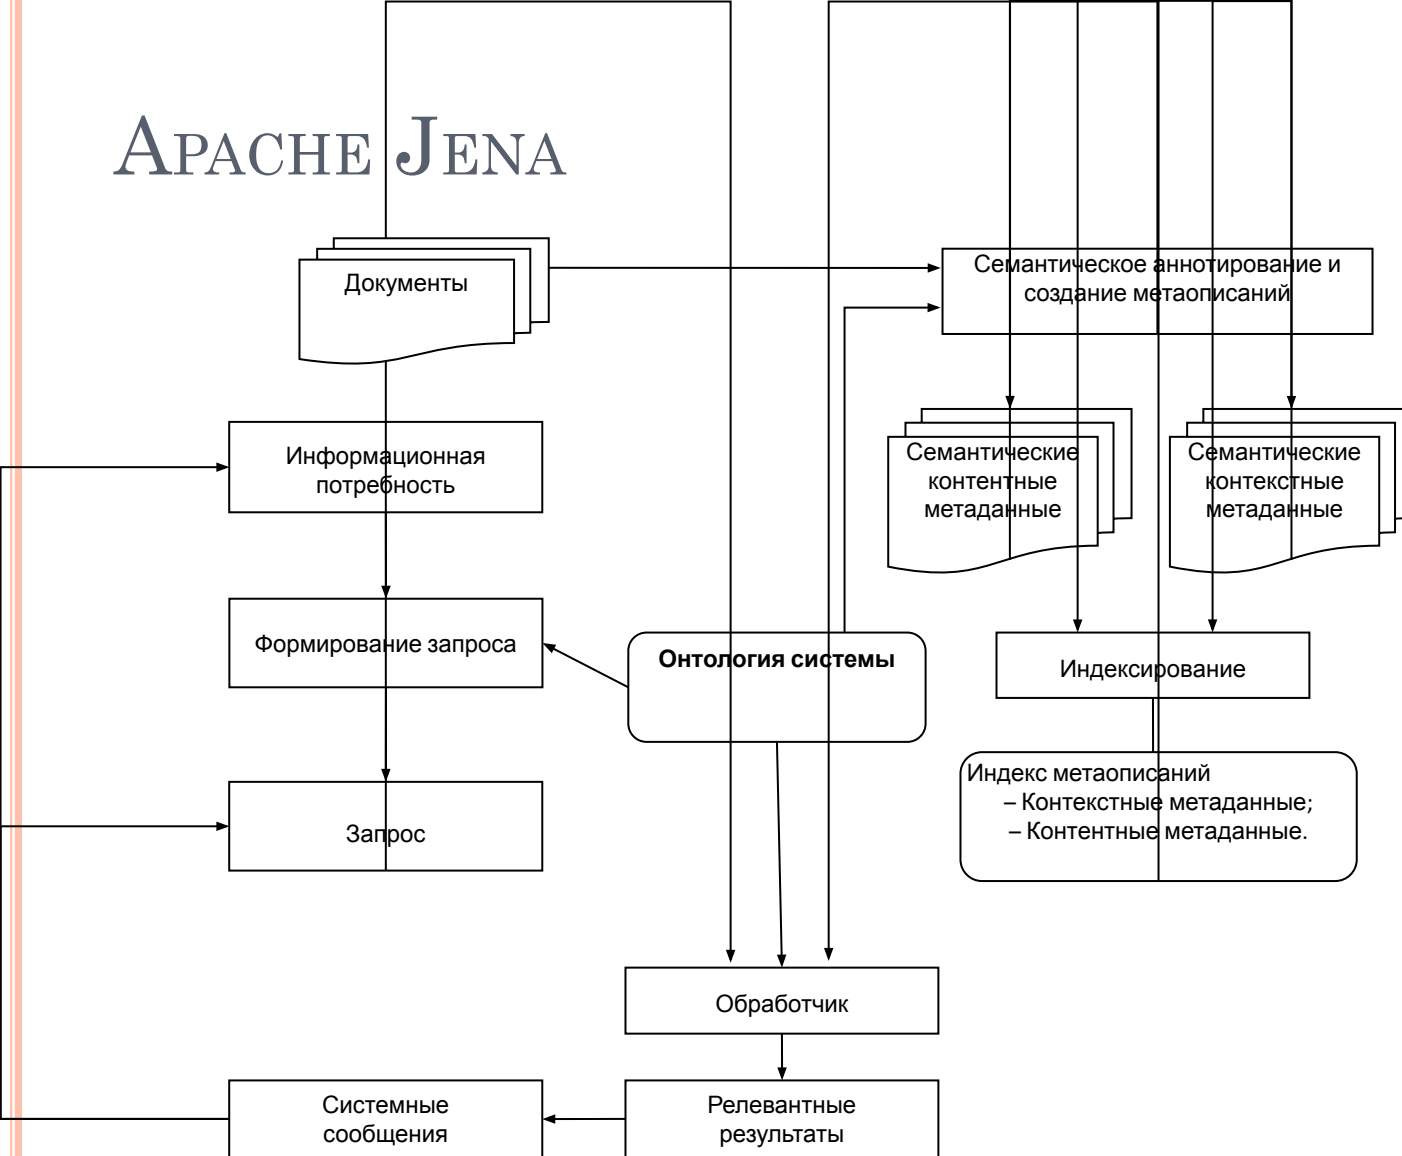 APACHE JENA
Документы
Семантическое аннотирование и
создание метаописаний
Информационная
потребность
Семантические
контентные
метаданные
Семантические
контекстные
метаданные
Формирование запроса
Онтология системы
Индексирование
Индекс метаописаний
– Контекстные метаданные;
– Контентные метаданные.
Запрос
Обработчик
Системные
сообщения
Релевантные
результаты